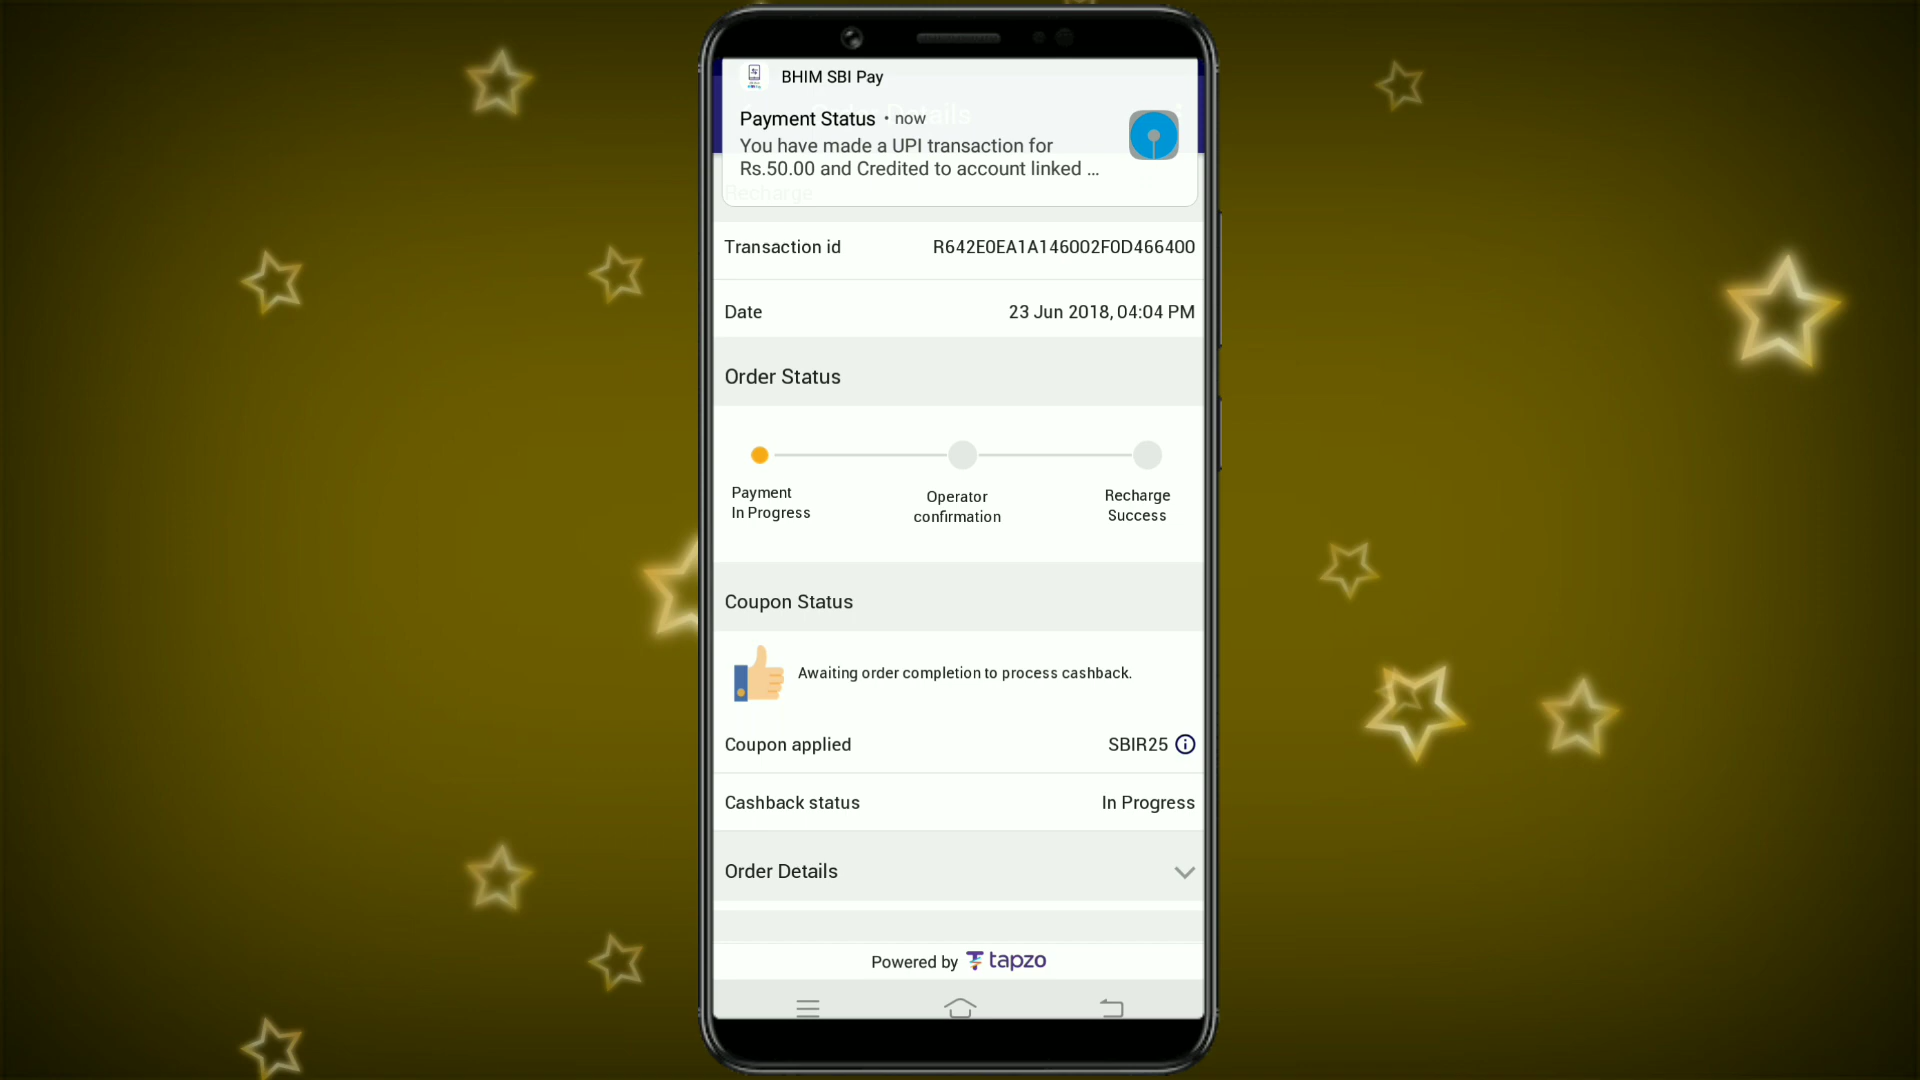 BHIM SBI Pay
Order Details
Payment Status • now
You have made a UPI transaction for
Rs.50.00 and Credited to account linked ...
Recharge
Transaction id R642E0EA1A146002F0D466400
Date 23 Jun 2018, 04:04 PM
Order Status
Payment
In Progress
Operator
confirmation
Recharge
Success
Coupon Status
Awaiting order completion to process cashback.
Coupon applied SBIR25
Cashback status In Progress
Order Details
Powered by tapzo